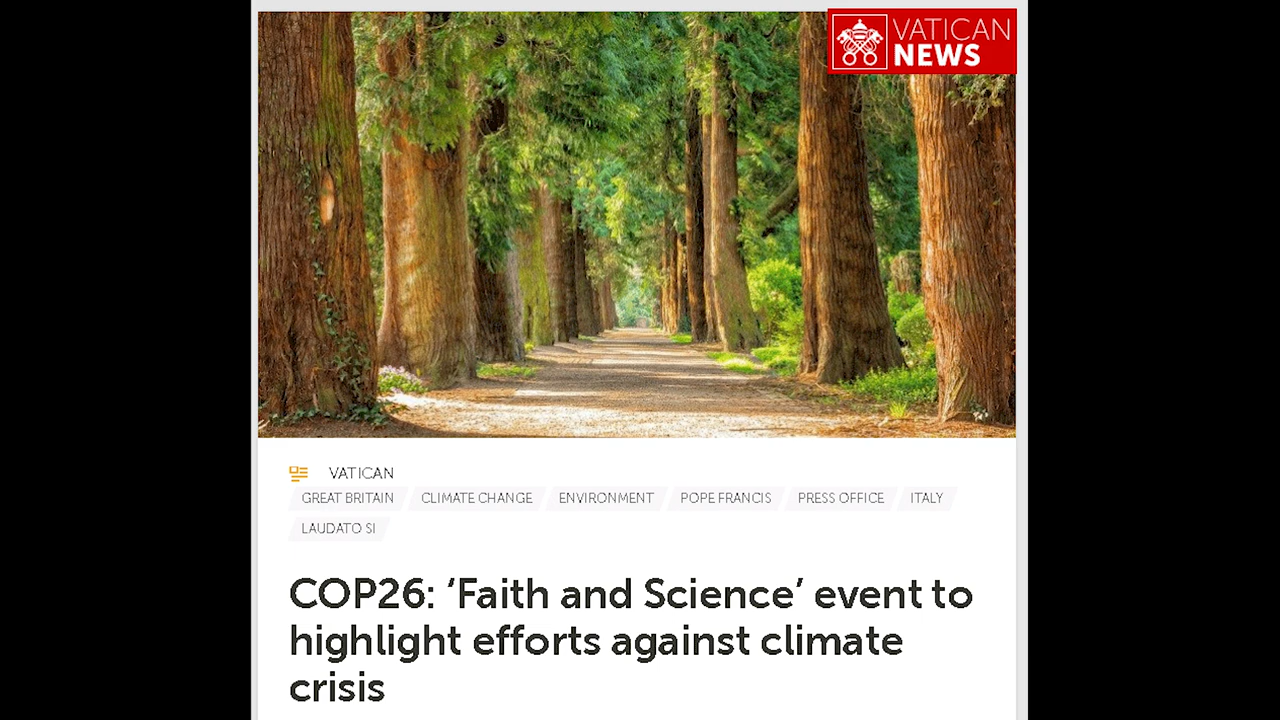 VATICAN
NEWS
VATICAN
GREAT BRITAIN CLIMATE CHANGE ENVIRONMENT POPE FRANCIS PRESS OFFICE ITALY
LAUDATO SI
COP26: ‘Faith and Science’ event to
highlight efforts against climate
crisis